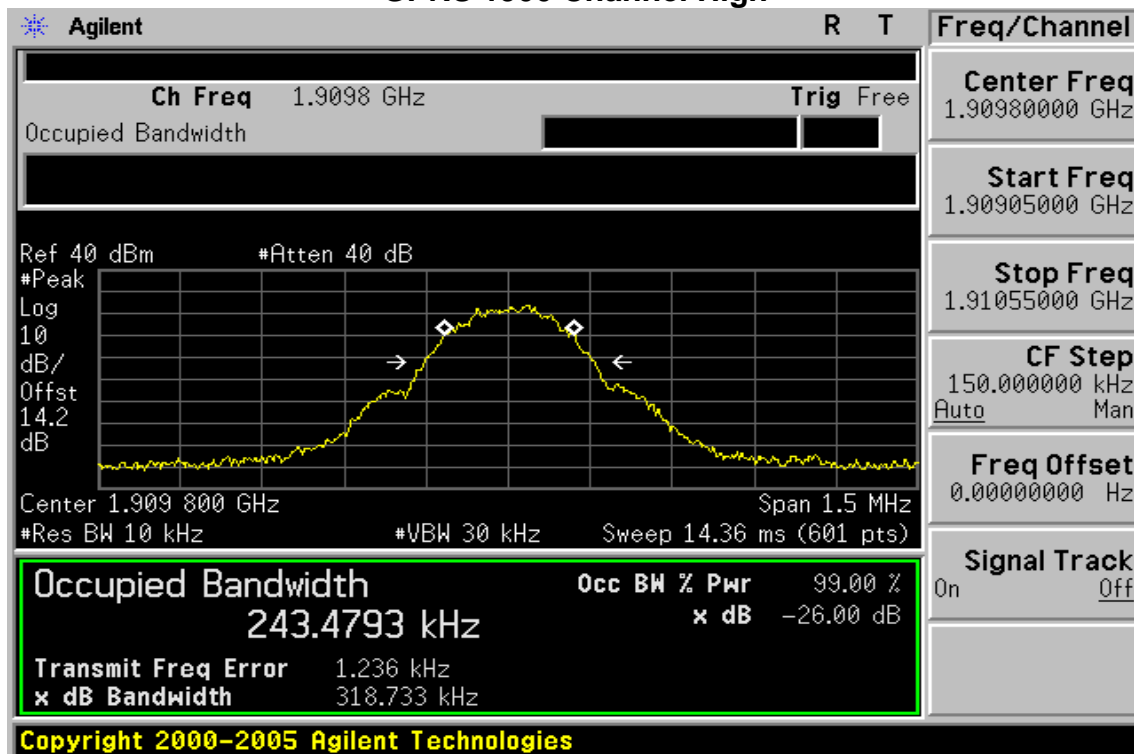 Agilent R T Freq/Channel
Ch Freq 1.9098 GHz Trig Free
Occupied Bandwidth
Center Freq
1.90980000 GHz
Start Freq
1.90905000 GHz
Stop Freq
1.91055000 GHz
CF Step
150.000000 kHz
Auto Man
Freq Offset
0.00000000 Hz
Signal Track
On Off
Ref 40 dBm #Atten 40 dB
#Peak
Log
10
dB/
Offst
14.2
dB
Center 1.909 800 GHz Span 1.5 MHz
#Res BW 10 kHz #VBW 30 kHz Sweep 14.36 ms (601 pts)
Occupied Bandwidth Occ BW % Pwr 99.00 %
243.4793 kHz x dB -26.00 dB
Transmit Freq Error 1.236 kHz
x dB Bandwidth 318.733 kHz
Copyright 2000-2005 Agilent Technologies